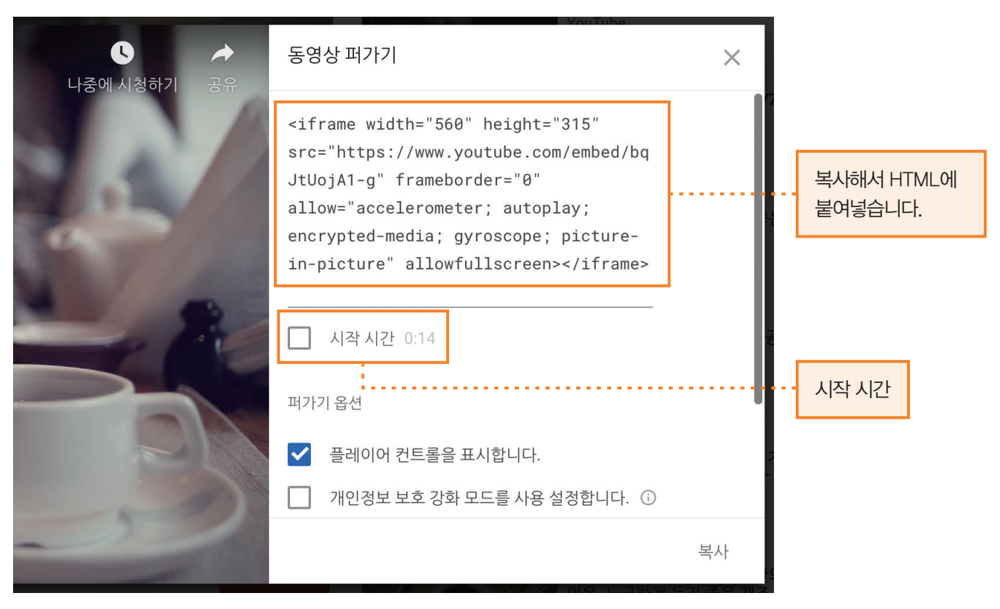 YouTube
나중에 시청하기
공유
동영상 퍼가기
<iframe width="560" height="315"
src="https://www.youtube.com/embed/bq
JtUojA1-g" frameborder="0"
allow="accelerometer; autoplay;
encrypted-media; gyroscope; picture-
in-picture" allowfullscreen></iframe>
복사해서 HTML에
붙여넣습니다.
시작 시간 0:14
시작 시간
퍼가기 옵션
플레이어 컨트롤을 표시합니다.
개인정보 보호 강화 모드를 사용 설정합니다.
복사